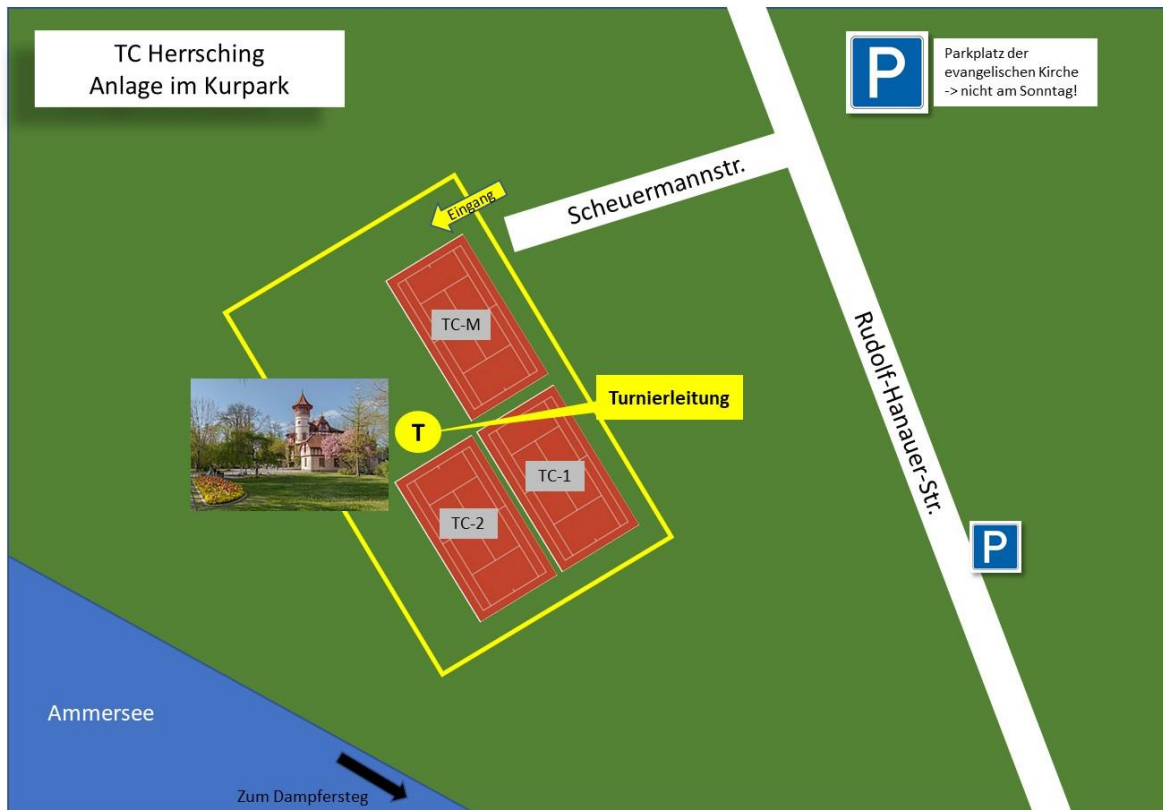 TC Herrsching
Anlage im Kurpark
P
Parkplatz der
evangelischen Kirche
-> nicht am Sonntag!
Scheuermannstr.
Eingang
TC-M
Rudolf-Hanauer-Str.
Turnierleitung
T
TC-1
TC-2
P
Ammersee
Zum Dampfersteg